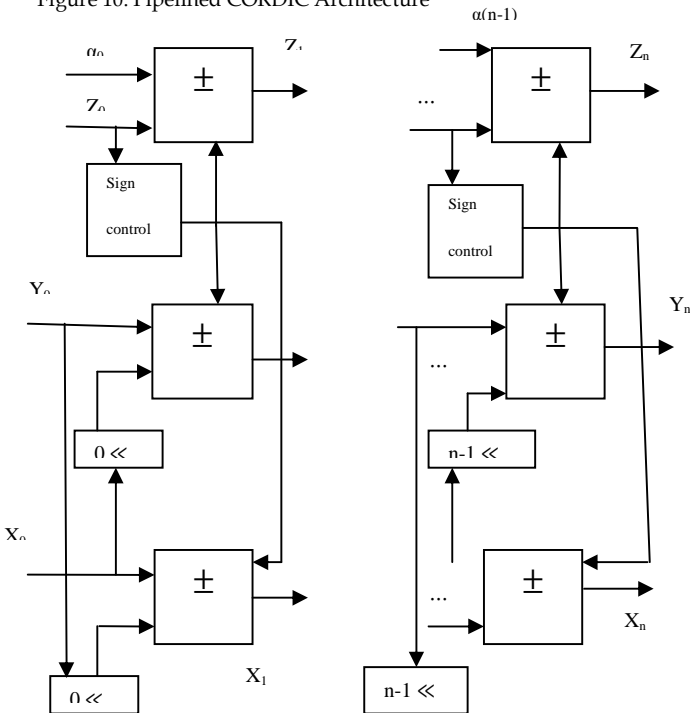 Figure 10: Pipelined CORDIC Architecture
α(n-1)
α₀
Z₁
Zₙ
±
±
Z₀
...
Sign
control
Sign
control
Y₀
Yₙ
±
±
...
0 ≪
n-1 ≪
X₀
±
±
...
Xₙ
X₁
0 ≪
n-1 ≪